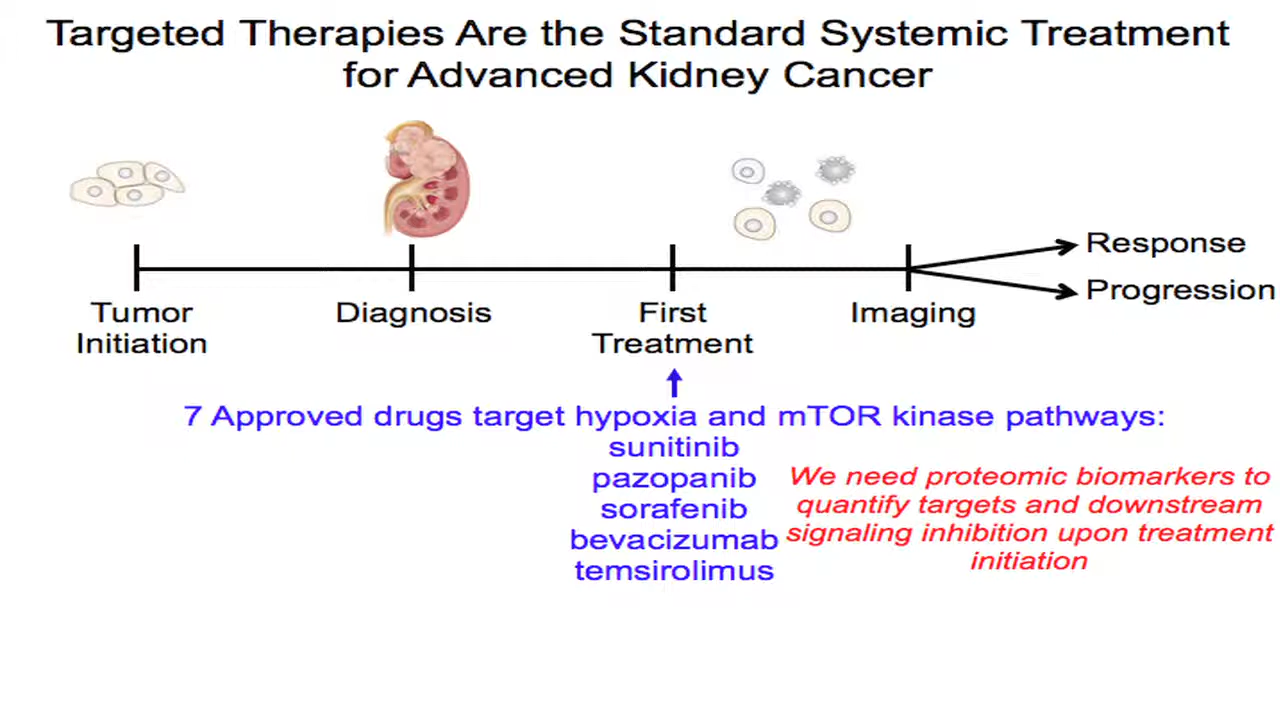 Targeted Therapies Are the Standard Systemic Treatment
for Advanced Kidney Cancer
Response
Progression
Tumor
Initiation
Diagnosis
First
Treatment
Imaging
7 Approved drugs target hypoxia and mTOR kinase pathways:
sunitinib
pazopanib
sorafenib
bevacizumab
temsirolimus
We need proteomic biomarkers to
quantify targets and downstream
signaling inhibition upon treatment
initiation